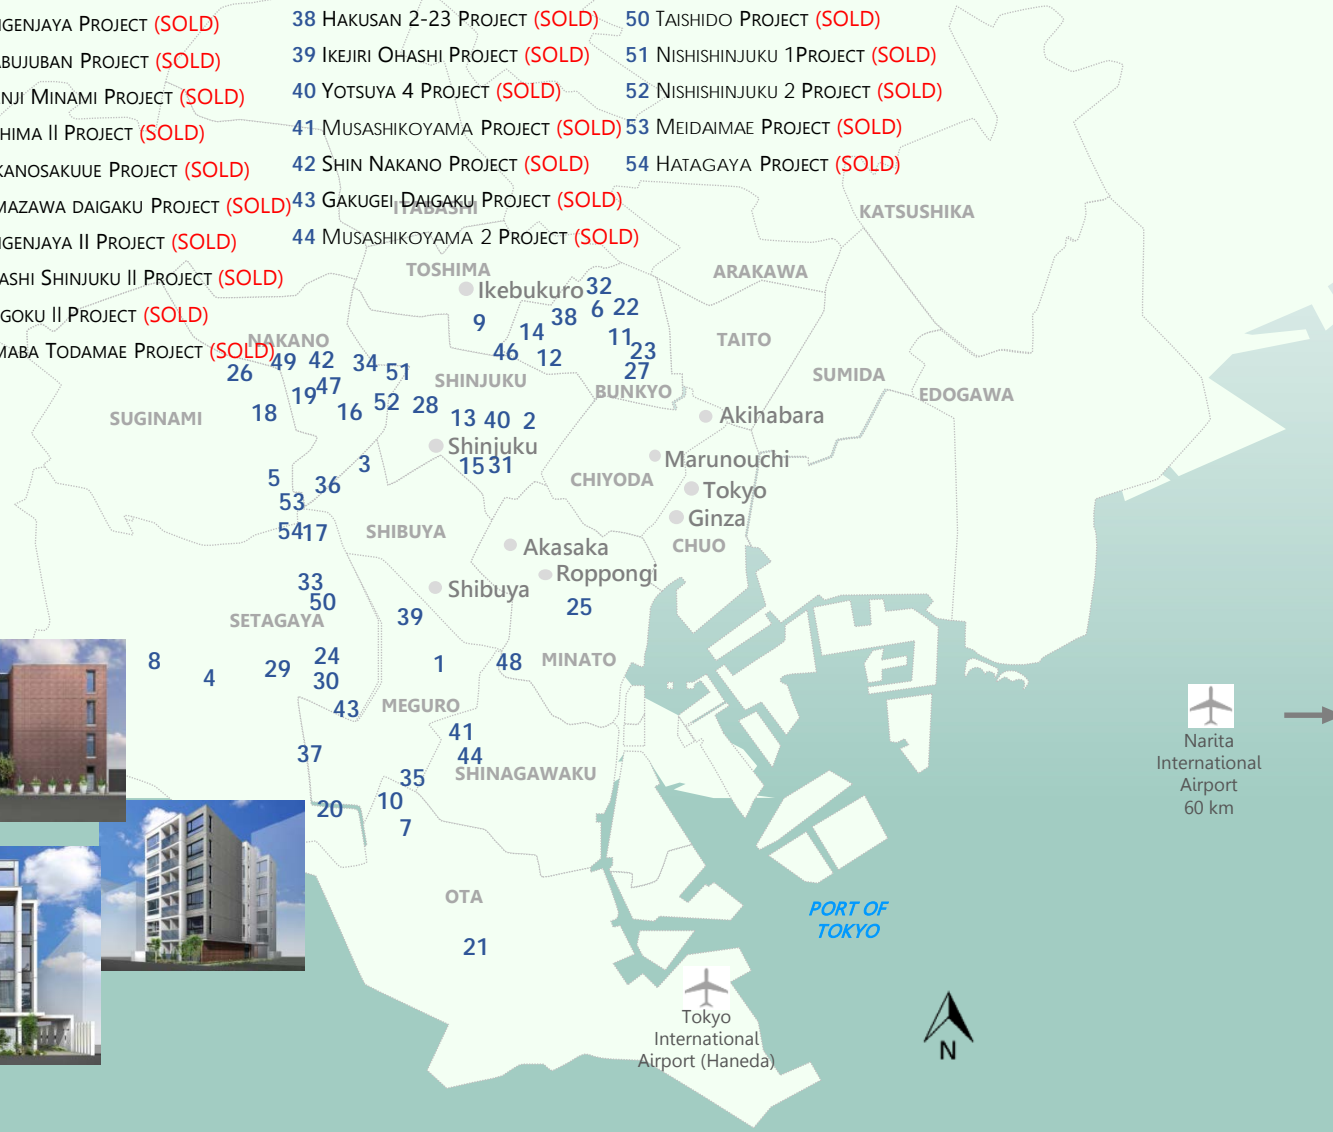 NGENJAYA PROJECT (SOLD)
ABUJUBAN PROJECT (SOLD)
NJI MINAMI PROJECT (SOLD)
HIMA II PROJECT (SOLD)
KANOSAKUUE PROJECT (SOLD)
MAZAWA DAIGAKU PROJECT (SOLD)
NGENJAYA II PROJECT (SOLD)
ASHI SHINJUKU II PROJECT (SOLD)
GOKU II PROJECT (SOLD)
MABA TODAMAE PROJECT (SOLD)
38 HAKUSAN 2-23 PROJECT (SOLD)
39 IKEJIRI OHASHI PROJECT (SOLD)
40 YOTSUYA 4 PROJECT (SOLD)
41 MUSASHIKOYAMA PROJECT (SOLD)
42 SHIN NAKANO PROJECT (SOLD)
43 GAKUGEI DAIGAKU PROJECT (SOLD)
44 MUSASHIKOYAMA 2 PROJECT (SOLD)
50 TAISHIDO PROJECT (SOLD)
51 NISHISHINJUKU 1PROJECT (SOLD)
52 NISHISHINJUKU 2 PROJECT (SOLD)
53 MEIDAIMAE PROJECT (SOLD)
54 HATAGAYA PROJECT (SOLD)
ITABASHI
KATSUSHIKA
TOSHIMA
ARAKAWA
Ikebukuro
32
6
22
9
38
14
11
NAKANO
TAITO
46
12
23
27
49
42
34
51
26
SHINJUKU
SUMIDA
BUNKYO
EDOGAWA
47
19
52
28
18
16
SUGINAMI
13
40
2
Akihabara
Shinjuku
15
31
3
Marunouchi
5
36
CHIYODA
Tokyo
53
Ginza
54
17
SHIBUYA
CHUO
Akasaka
Roppongi
33
Shibuya
50
25
SETAGAYA
39
8
4
29
24
30
1
48
MINATO
43
MEGURO
41
37
44
SHINAGAWAKU
35
10
20
7
Narita
International
Airport
60 km
OTA
PORT OF
TOKYO
21
Tokyo
International
Airport (Haneda)
N